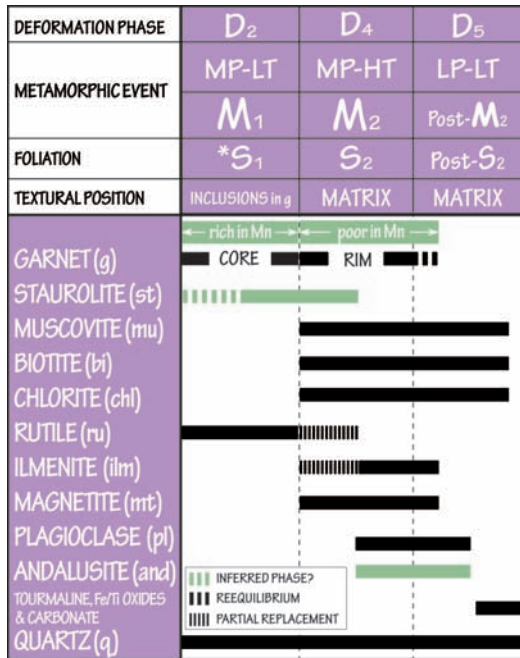 DEFORMATION PHASE D2 D4 D5
METAMORPHIC EVENT MP-LT MP-HT LP-LT
M1 M2 Post-M2
FOLIATION *S1 S2 Post-S2
TEXTURAL POSITION INCLUSIONS in g MATRIX MATRIX
rich in Mn poor in Mn
GARNET (g) CORE RIM
STAUROLITE (st)
MUSCOVITE (mu)
BIOTITE (bi)
CHLORITE (chl)
RUTILE (ru)
ILMENITE (ilm)
MAGNETITE (mt)
PLAGIOCLASE (pl)
ANDALUSITE (and)
INFERRED PHASE?
REEQUILIBRIUM
PARTIAL REPLACEMENT
TOURMALINE, Fe/Ti OXIDES
& CARBONATE
QUARTZ (q)